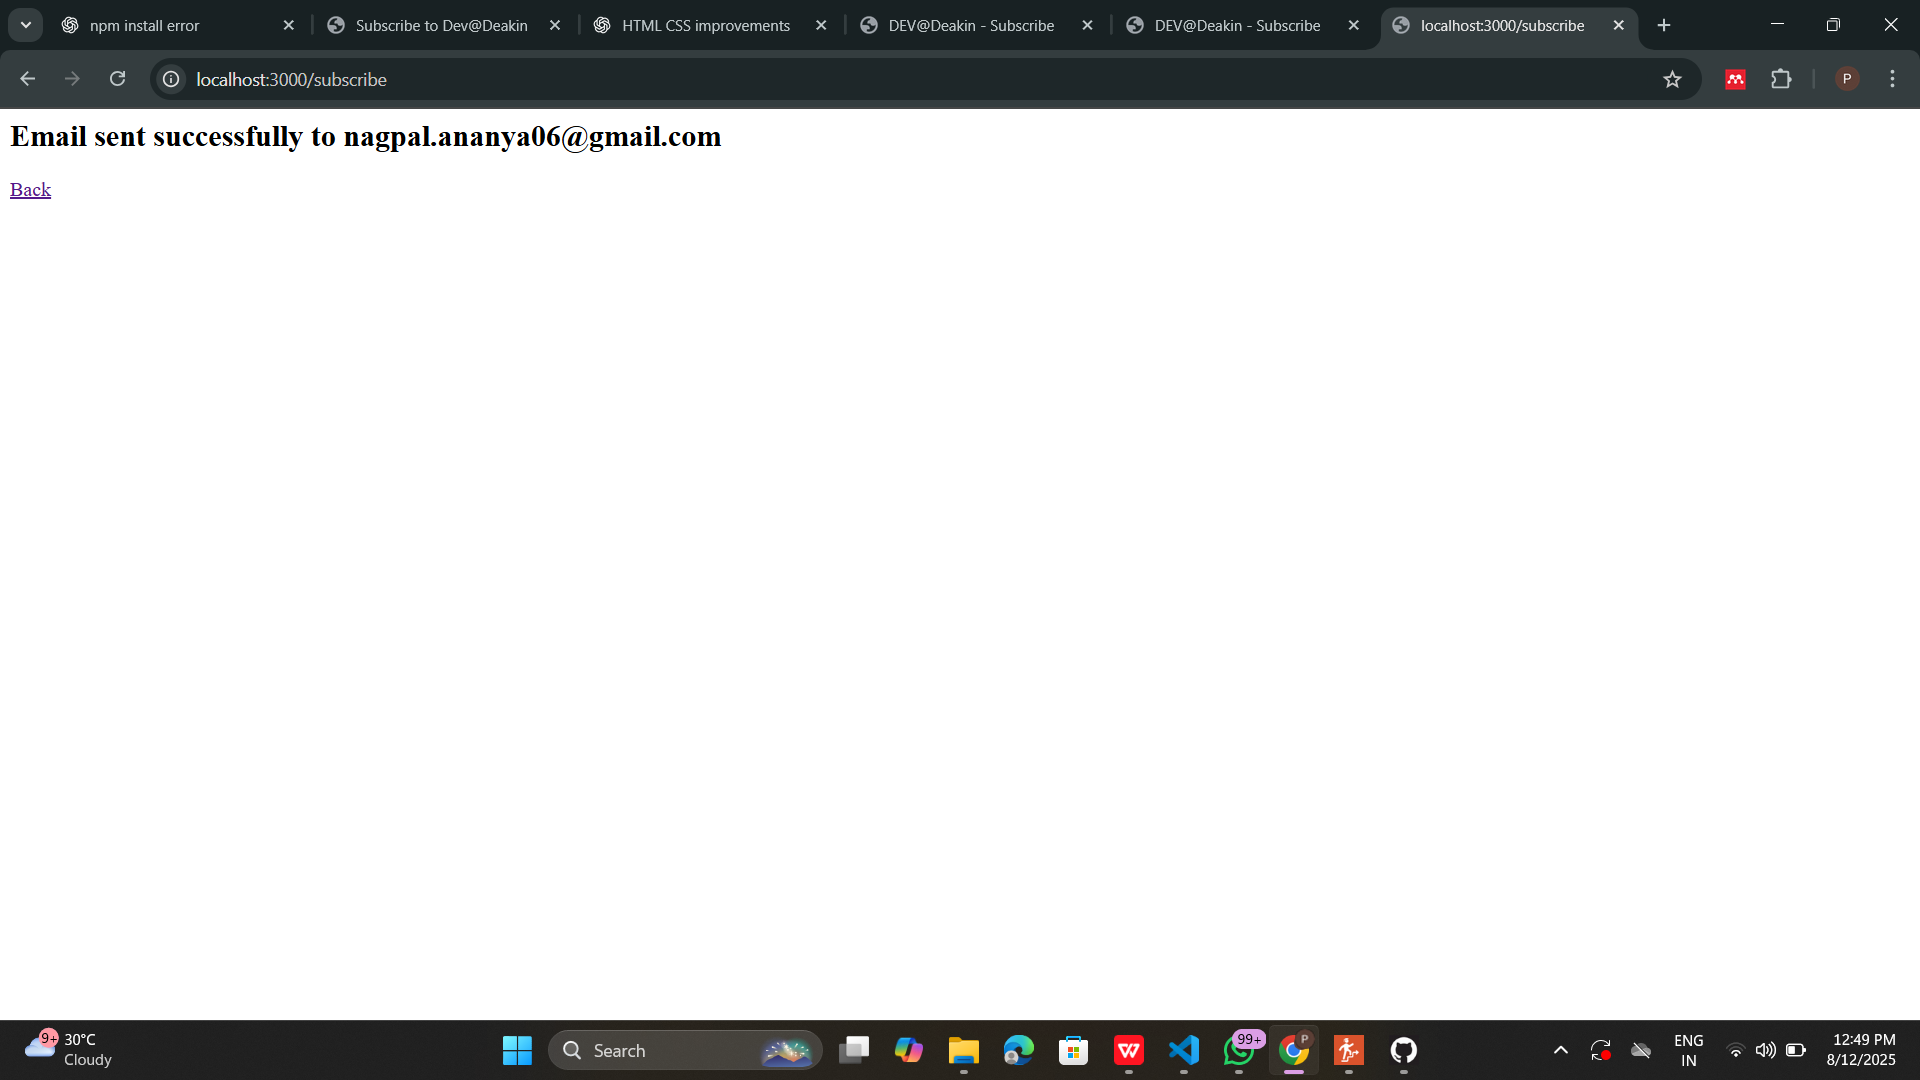 npm install error
Subscribe to Dev@Deakin
HTML CSS improvements
DEV@Deakin - Subscribe
DEV@Deakin - Subscribe
localhost:3000/subscribe
localhost:3000/subscribe
P
Email sent successfully to nagpal.ananya06@gmail.com
Back
9+
30°C
Cloudy
Search
W
99+
P
ENG
IN
12:49 PM
8/12/2025